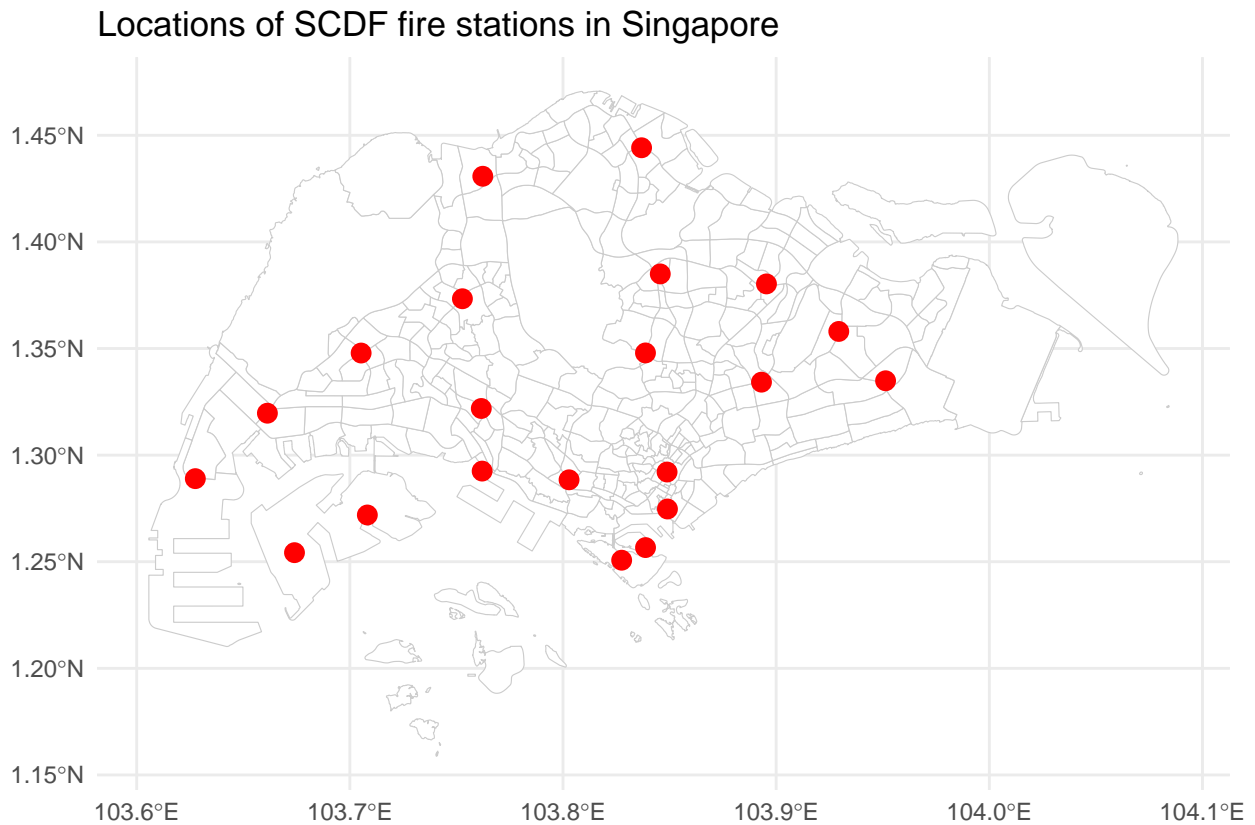 Locations of SCDF fire stations in Singapore
1.45°N
1.40°N
1.35°N
1.30°N
1.25°N
1.20°N
1.15°N
103.6°E 103.7°E 103.8°E 103.9°E 104.0°E 104.1°E